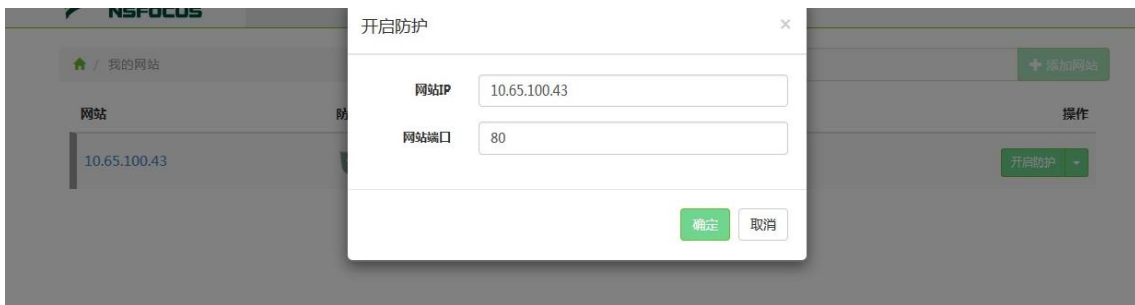 NSFOCUS
开启防护
×
/ 我的网站
添加网站
网站IP
10.65.100.43
网站
防
操作
网站端口
80
10.65.100.43
开启防护
确定
取消